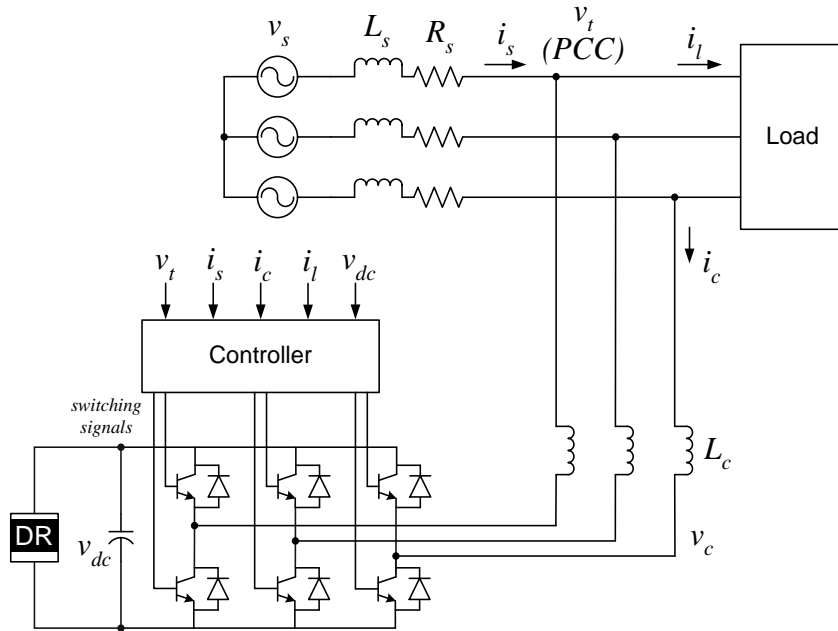 v_s L_s R_s i_s v_t i_l
(PCC)
Load
i_c
v_t i_s i_c i_l v_dc
Controller
switching
signals
L_c
DR
v_dc
v_c